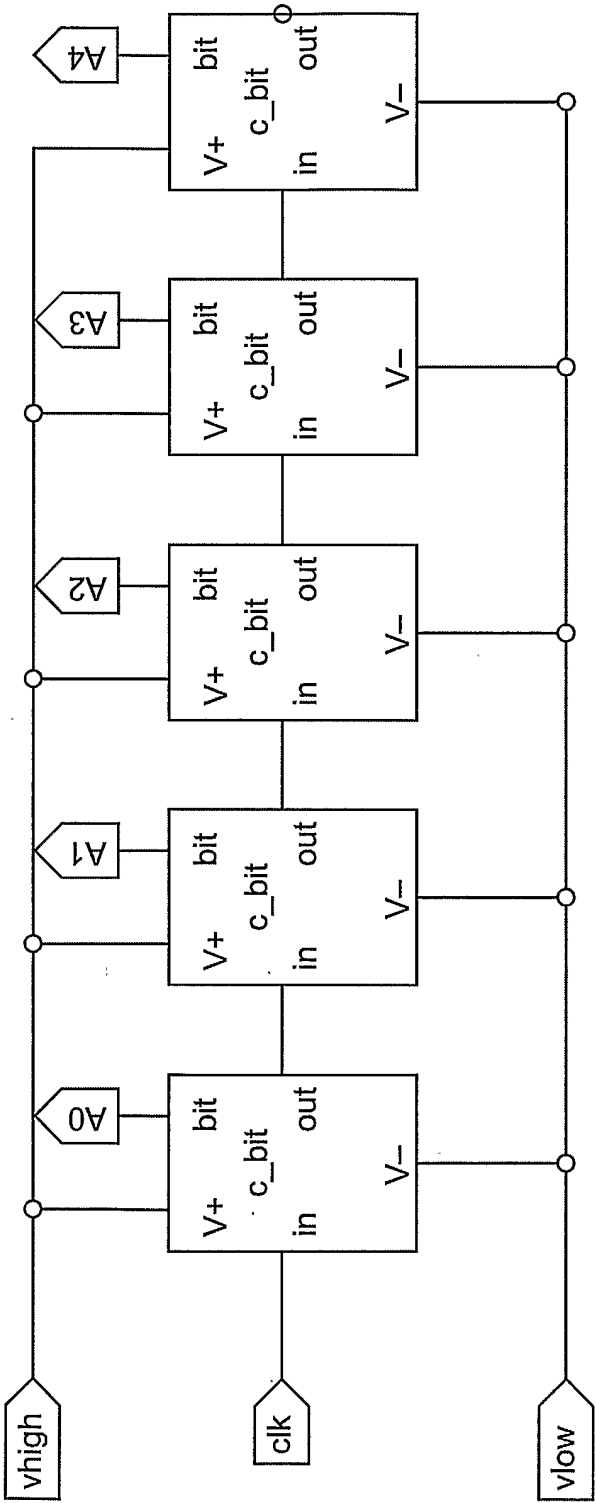 vhigh
clk
vlow
A0
V+
bit
c_bit
in
out
V–
A1
V+
bit
c_bit
in
out
V–
A2
V+
bit
c_bit
in
out
V–
A3
V+
bit
c_bit
in
out
V–
A4
V+
bit
c_bit
in
out
V–